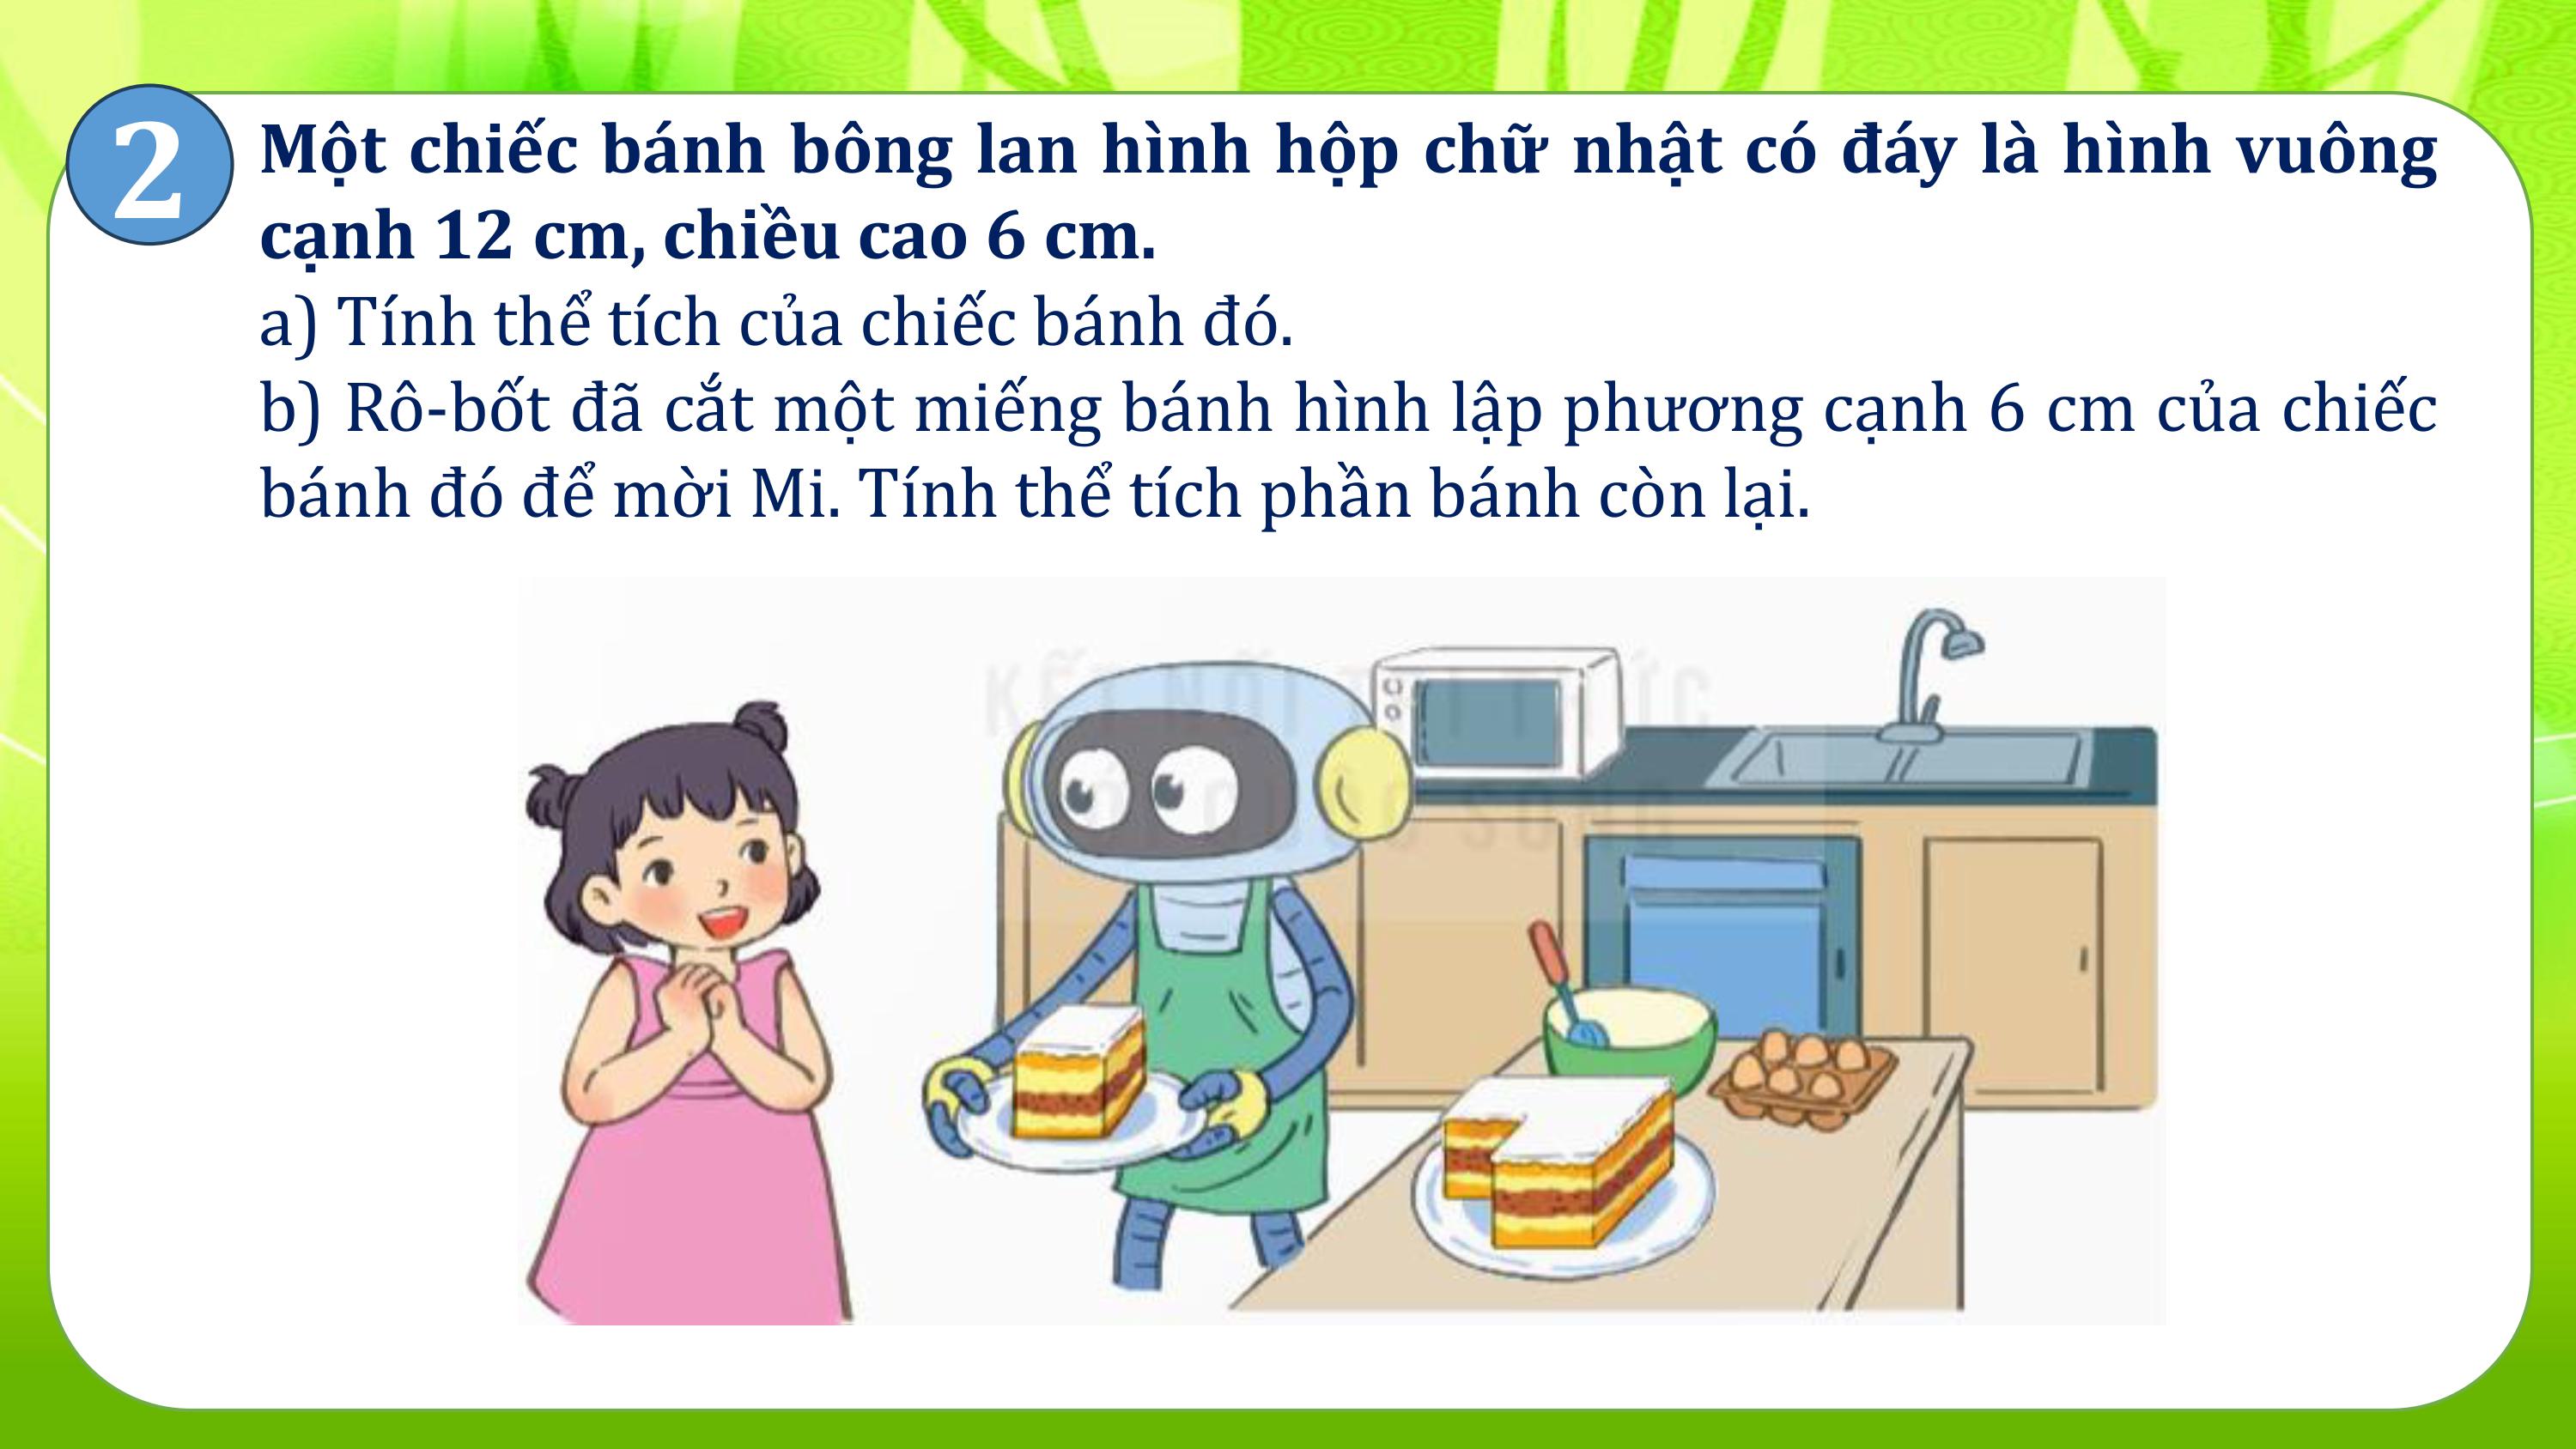 2
Một chiếc bánh bông lan hình hộp chữ nhật có đáy là hình vuông
cạnh 12 cm, chiều cao 6 cm.
a) Tính thể tích của chiếc bánh đó.
b) Rô-bốt đã cắt một miếng bánh hình lập phương cạnh 6 cm của chiếc
bánh đó để mời Mi. Tính thể tích phần bánh còn lại.